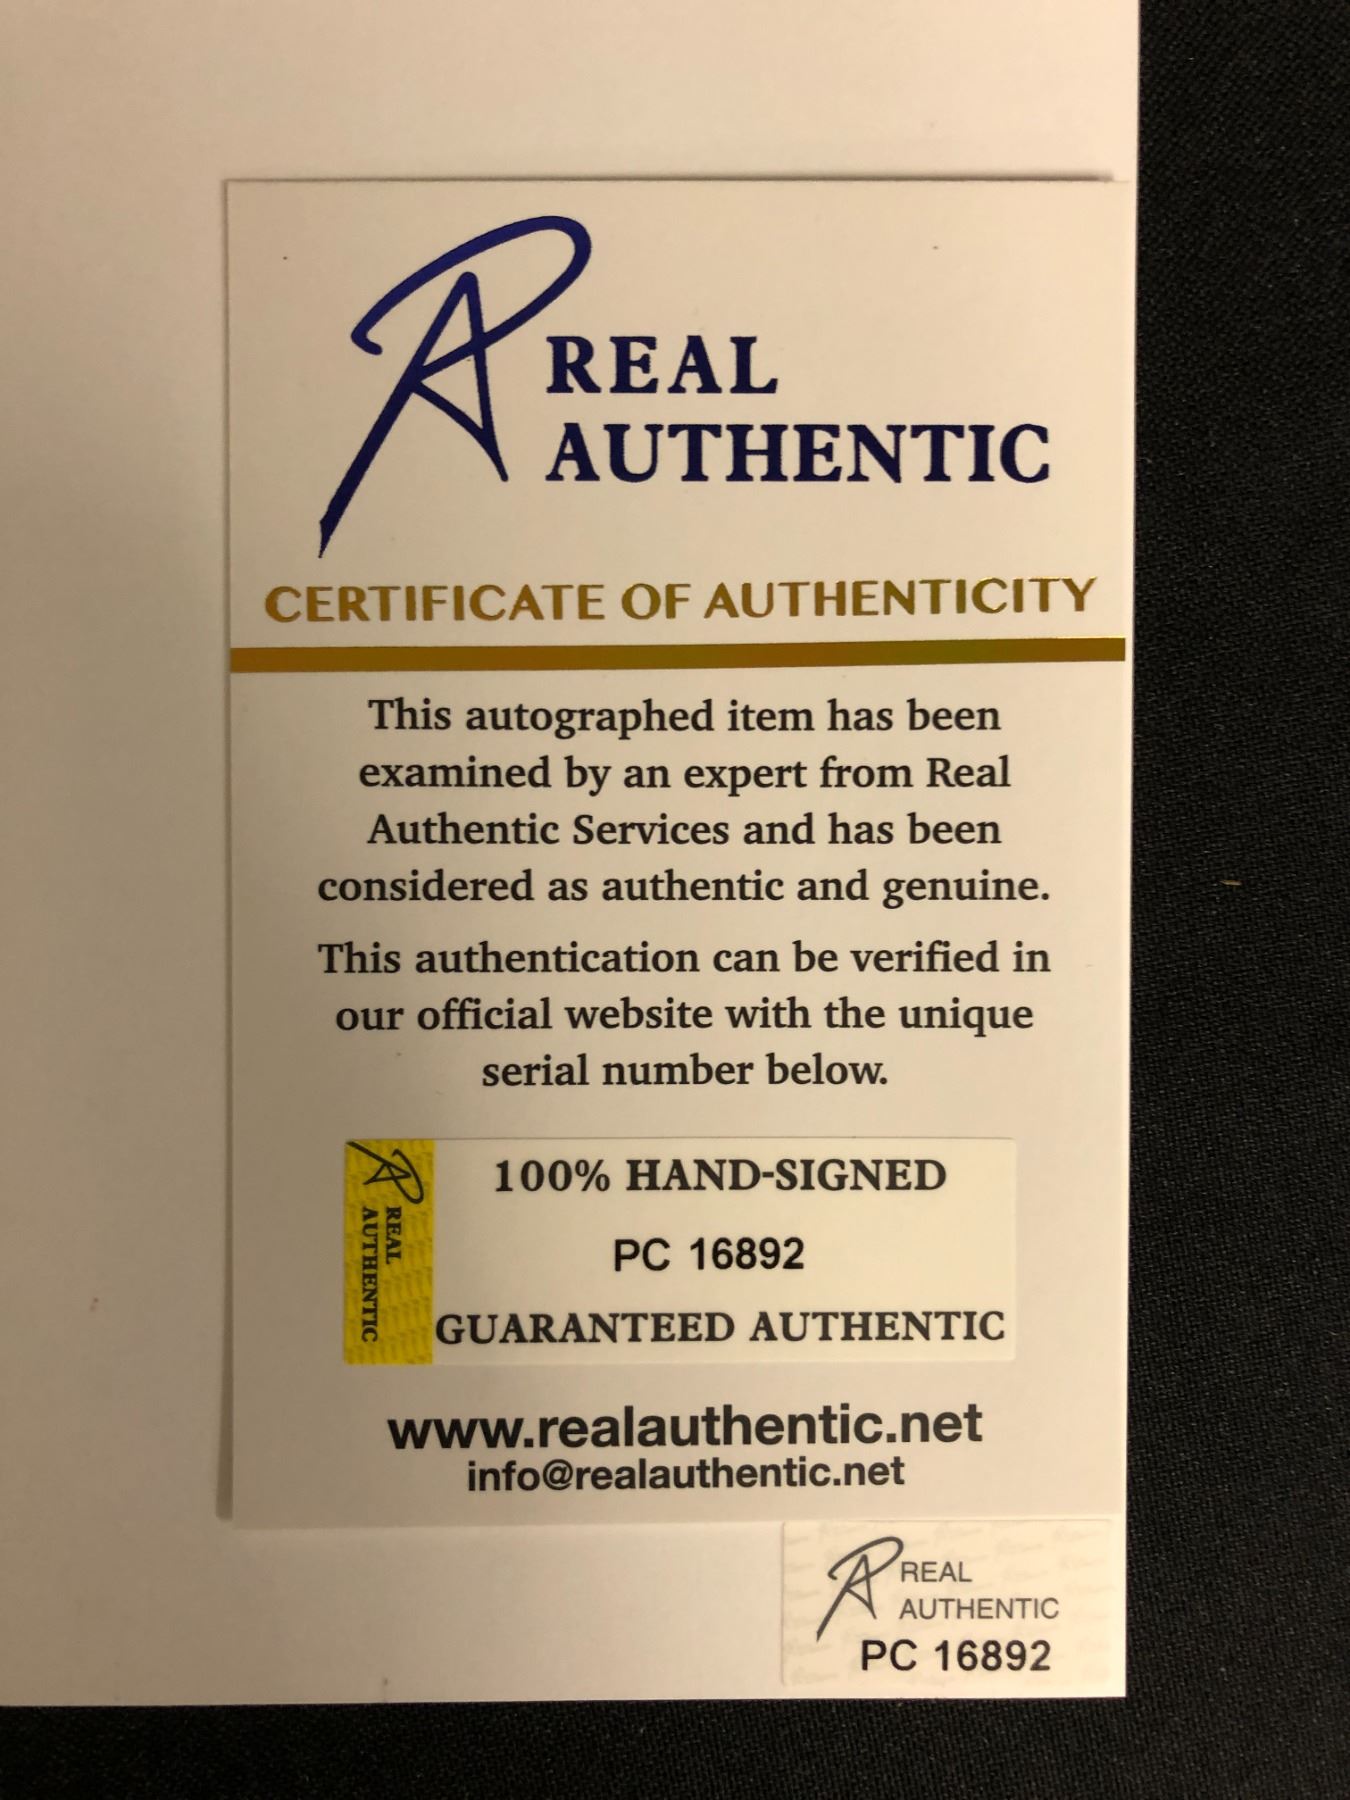 REAL
AUTHENTIC
CERTIFICATE OF AUTHENTICITY
This autographed item has been
examined by an expert from Real
Authentic Services and has been
considered as authentic and genuine.
This authentication can be verified in
our official website with the unique
serial number below.
REAL
AUTHENTIC
100% HAND-SIGNED
PC 16892
GUARANTEED AUTHENTIC
www.realauthentic.net
info@realauthentic.net
REAL
AUTHENTIC
PC 16892